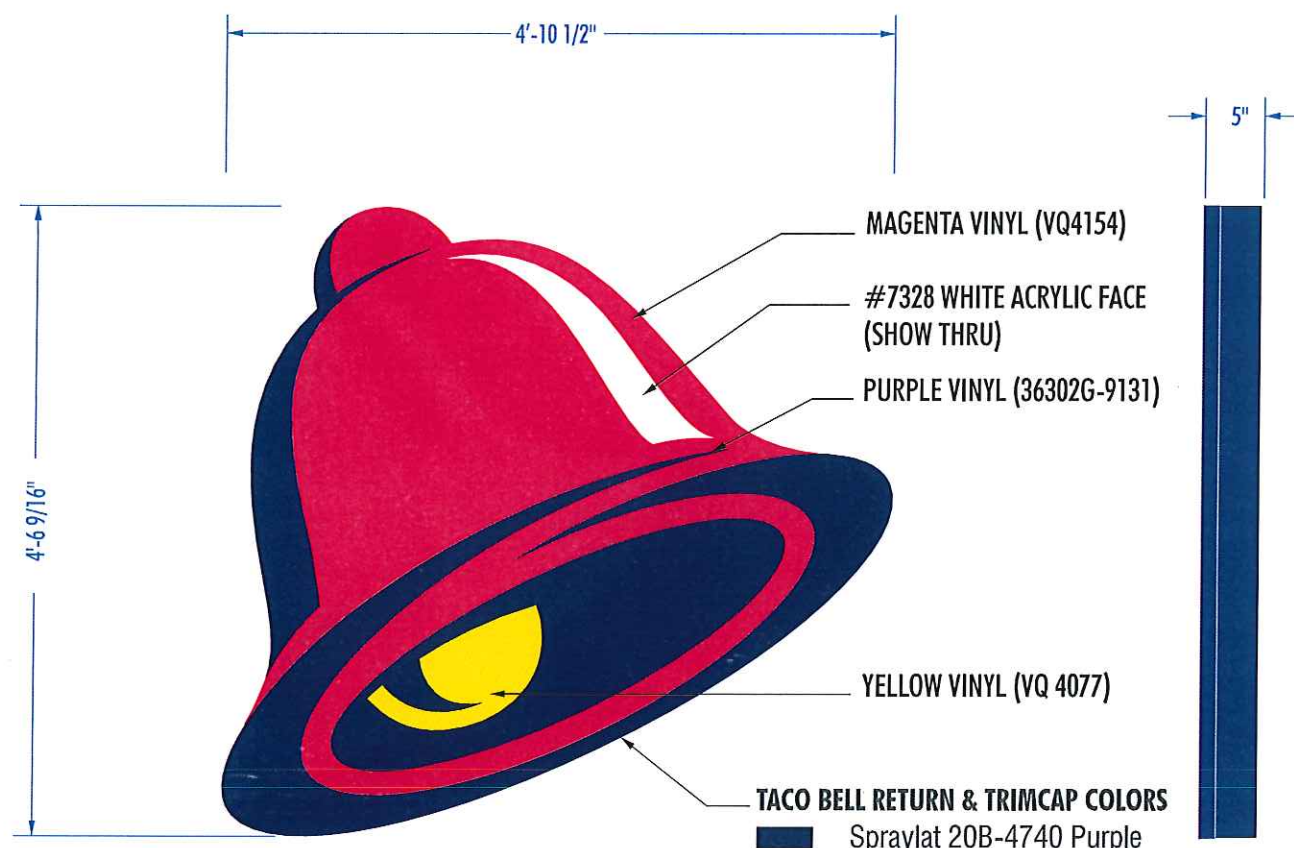 4'-10 1/2"
5"
MAGENTA VINYL (VQ4154)
#7328 WHITE ACRYLIC FACE
(SHOW THRU)
PURPLE VINYL (36302G-9131)
4'-6 9/16"
YELLOW VINYL (VQ 4077)
TACO BELL RETURN & TRIMCAP COLORS
Spraylat 20B-4740 Purple